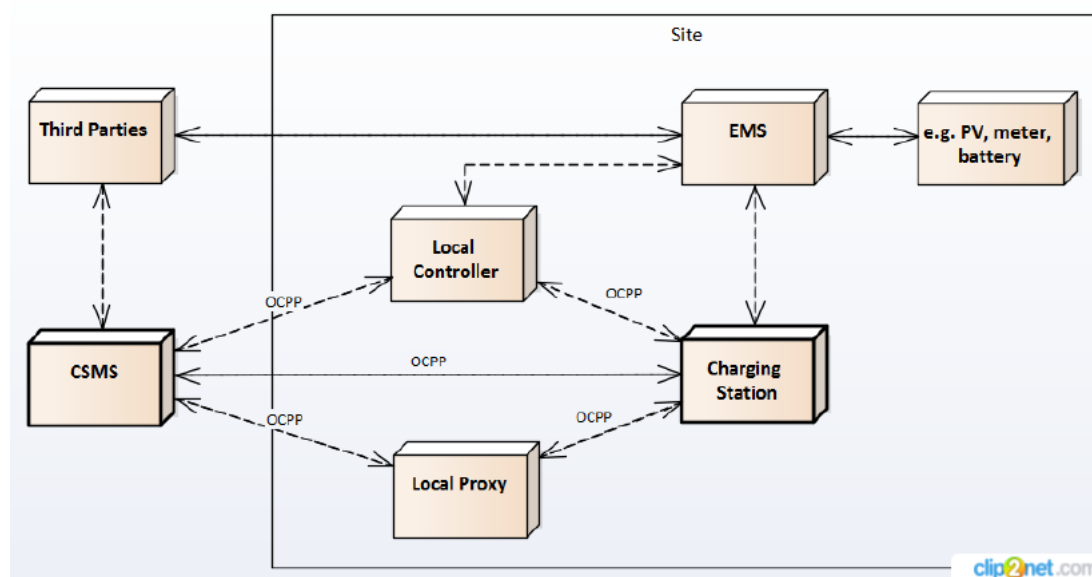 Site
Third Parties
EMS
e.g. PV, meter,
battery
Local
Controller
OCPP
OCPP
CSMS
OCPP
Charging
Station
OCPP
OCPP
Local Proxy
clip2net.com